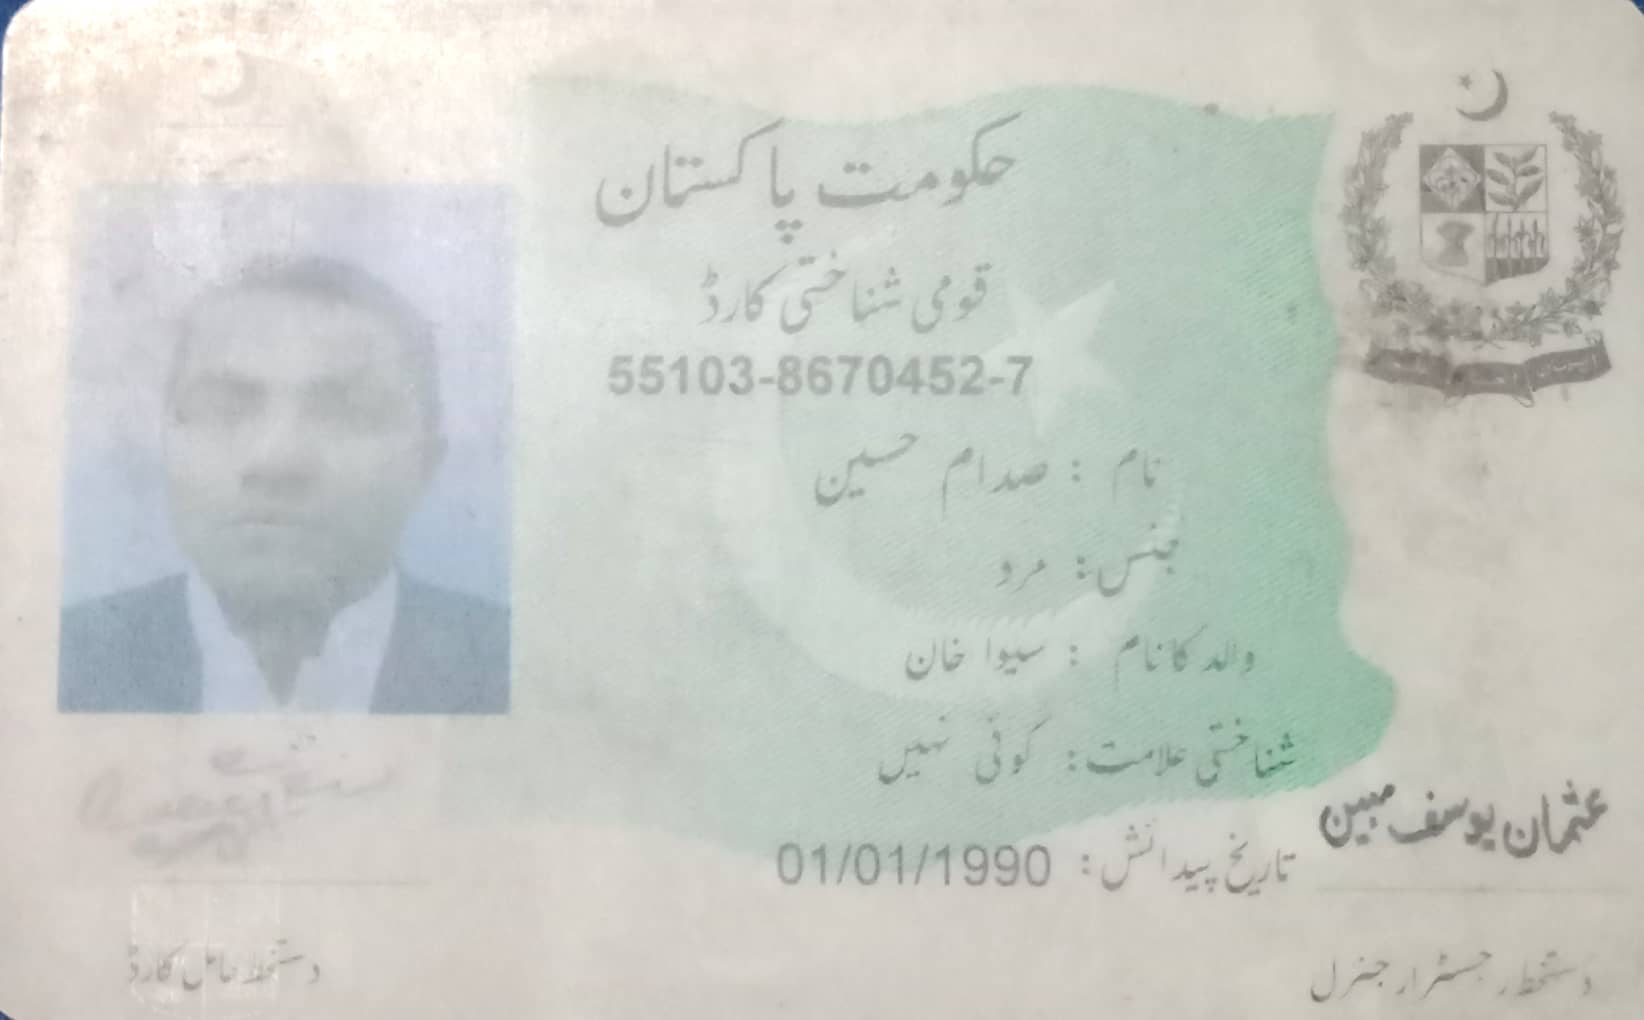 حکومت پاکستان
قومی شناختی کارڈ
55103-8670452-7
نام : صدام حسین
جنس: مرد
والد کا نام : سیوا خان
شناختی علامت: کوئی نہیں
تاریخ پیدائش: 01/01/1990
عثمان یوسف مبین
دستخط رجسٹرار جنرل
دستخط حامل کارڈ